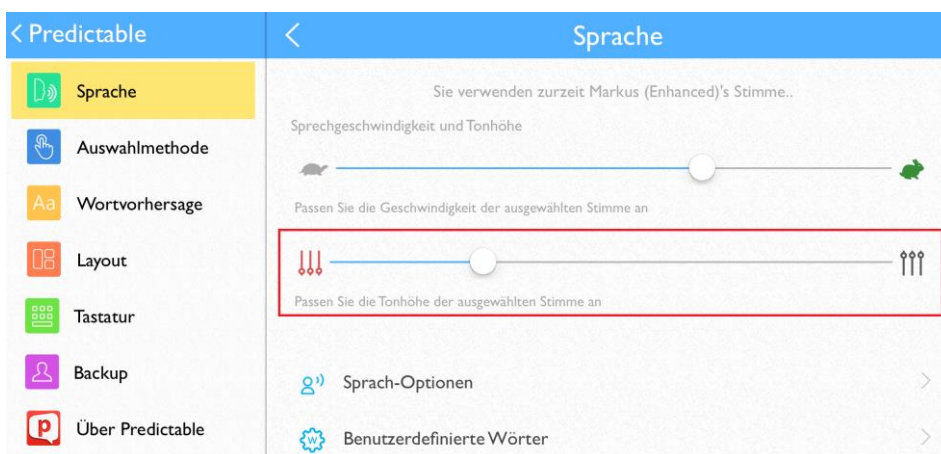 Predictable
Sprache
Sprache
Auswahlmethode
Aa Wortvorhersage
Layout
Tastatur
Backup
p Über Predictable
Sie verwenden zurzeit Markus (Enhanced)'s Stimme..
Sprechgeschwindigkeit und Tonhöhe
Passen Sie die Geschwindigkeit der ausgewählten Stimme an
Passen Sie die Tonhöhe der ausgewählten Stimme an
Sprach-Optionen
W Benutzerdefinierte Wörter